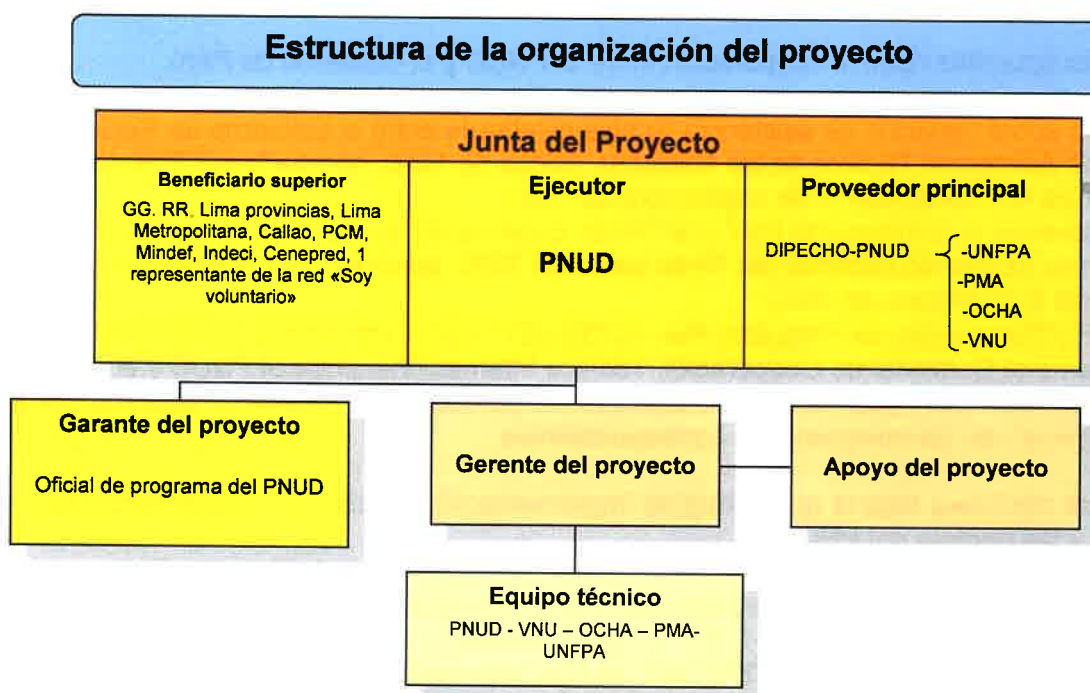 Estructura de la organización del proyecto
Junta del Proyecto
Beneficiario superior
GG. RR. Lima provincias, Lima
Metropolitana, Callao, PCM,
Mindef, Indeci, Cenepred, 1
representante de la red «Soy
voluntario»
Ejecutor
PNUD
Proveedor principal
DIPECHO-PNUD
-UNFPA
-PMA
-OCHA
-VNU
Garante del proyecto
Oficial de programa del PNUD
Gerente del proyecto
Apoyo del proyecto
Equipo técnico
PNUD - VNU – OCHA – PMA-
UNFPA